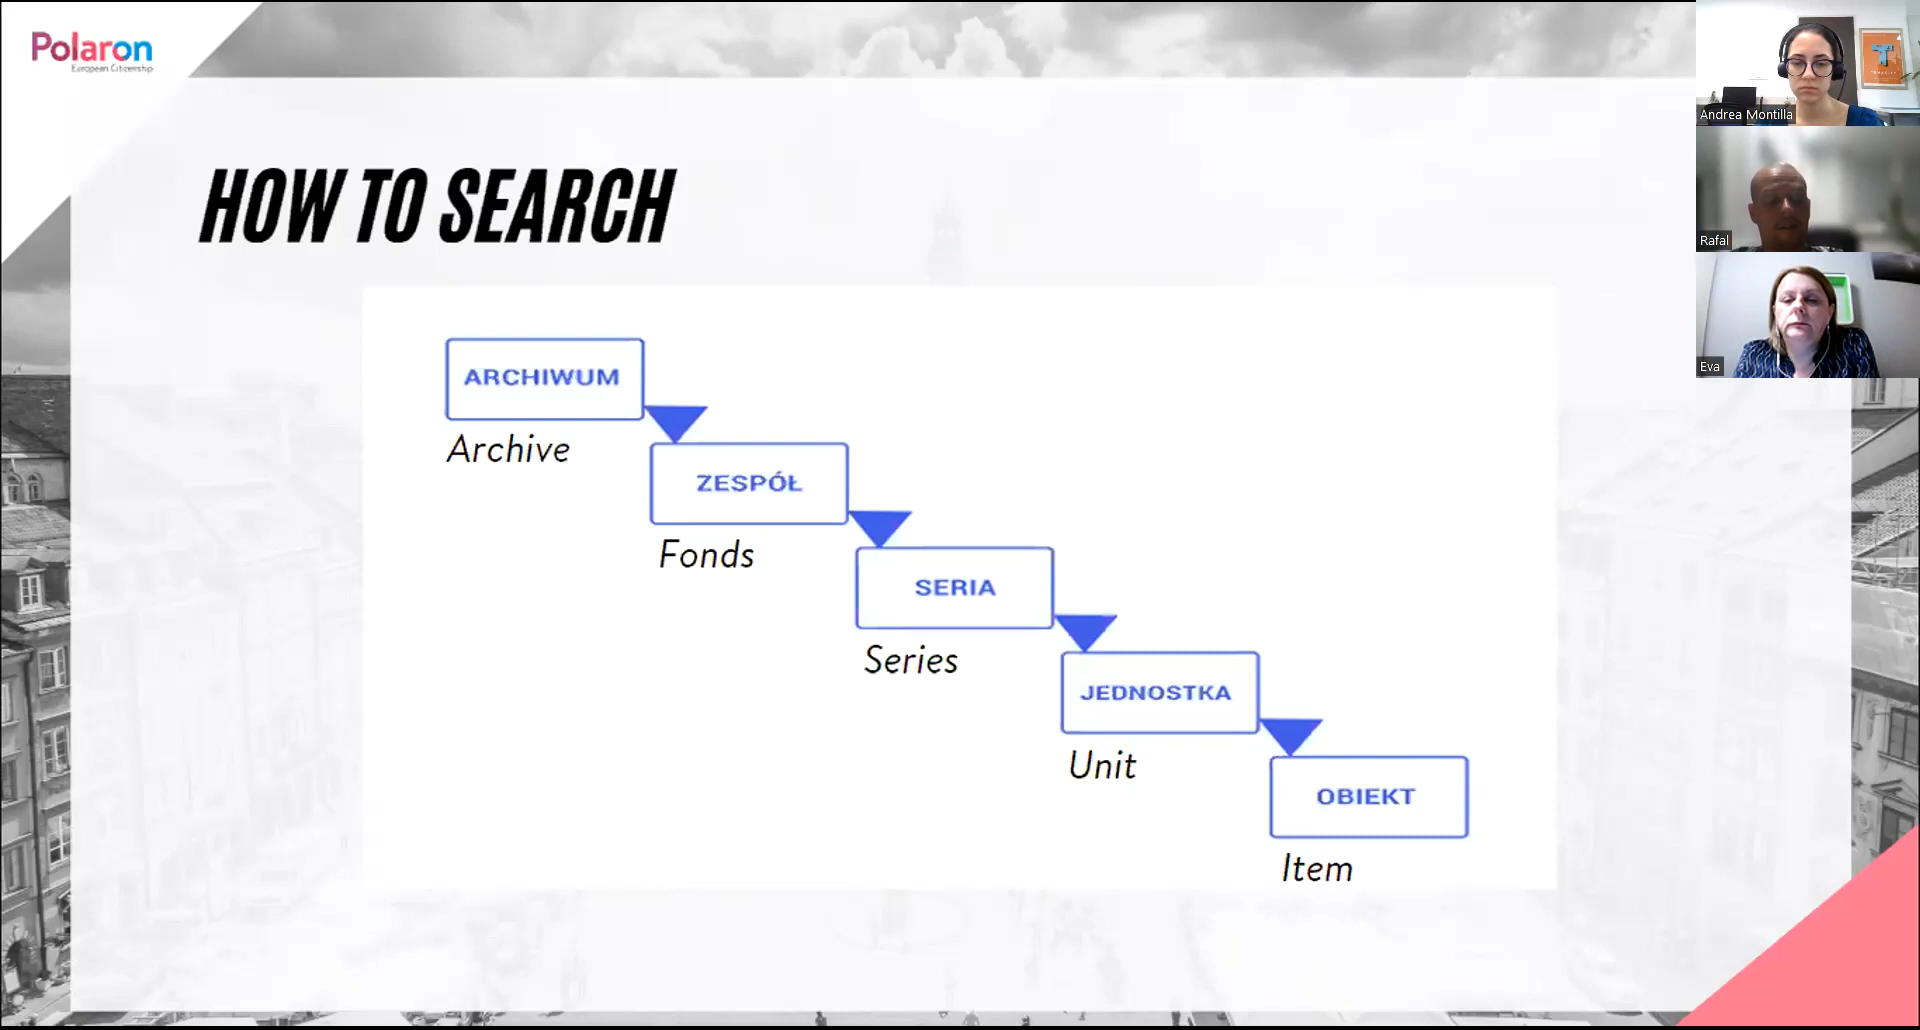 Polaron
European Citizenship
HOW TO SEARCH
ARCHIWUM
Archive
ZESPÓŁ
Fonds
SERIA
Series
JEDNOSTKA
Unit
OBIEKT
Item
Andrea Montilla
Rafal
Eva